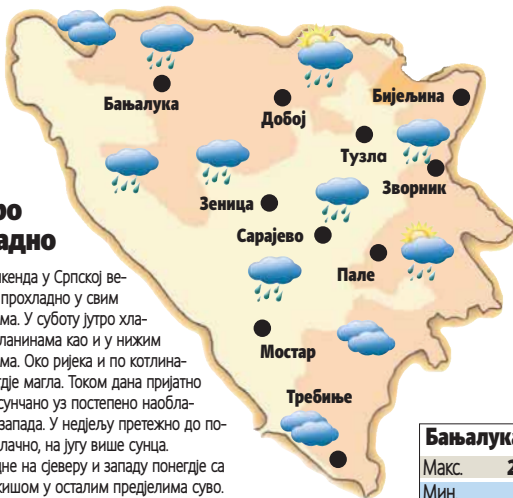 Бањалука
Добој
Бијељина
Тузла
Зворник
Зеница
Сарајево
Пале
Мостар
Требиње
ро
адно
кенда у Српској ве-
прохладно у свим
ма. У суботу јутро хла-
ланинама као и у нижим
ма. Око ријека и по котлина-
гдје магла. Током дана пријатно
сунчано уз постепено наобла-
запада. У недјељу претежно до по-
лачно, на југу више сунца.
дне на сјеверу и западу понегдје са
кишом у осталим предјелима суво.
Бањалука
Макс. 2
Мин